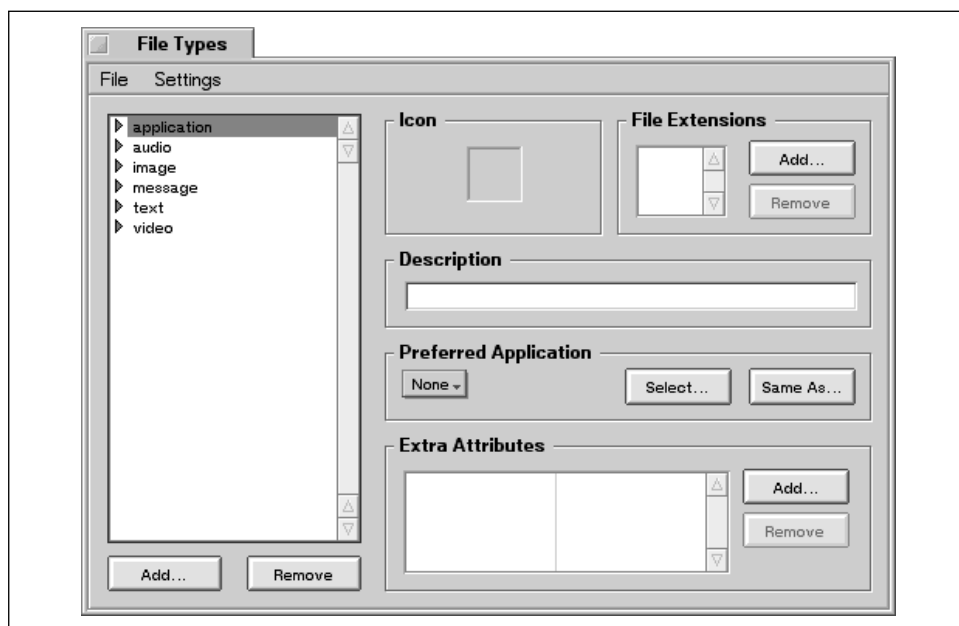 File Types
File Settings
application
audio
image
message
text
video
Add...
Remove
Icon
File Extensions
Add...
Remove
Description
Preferred Application
None
Select...
Same As...
Extra Attributes
Add...
Remove